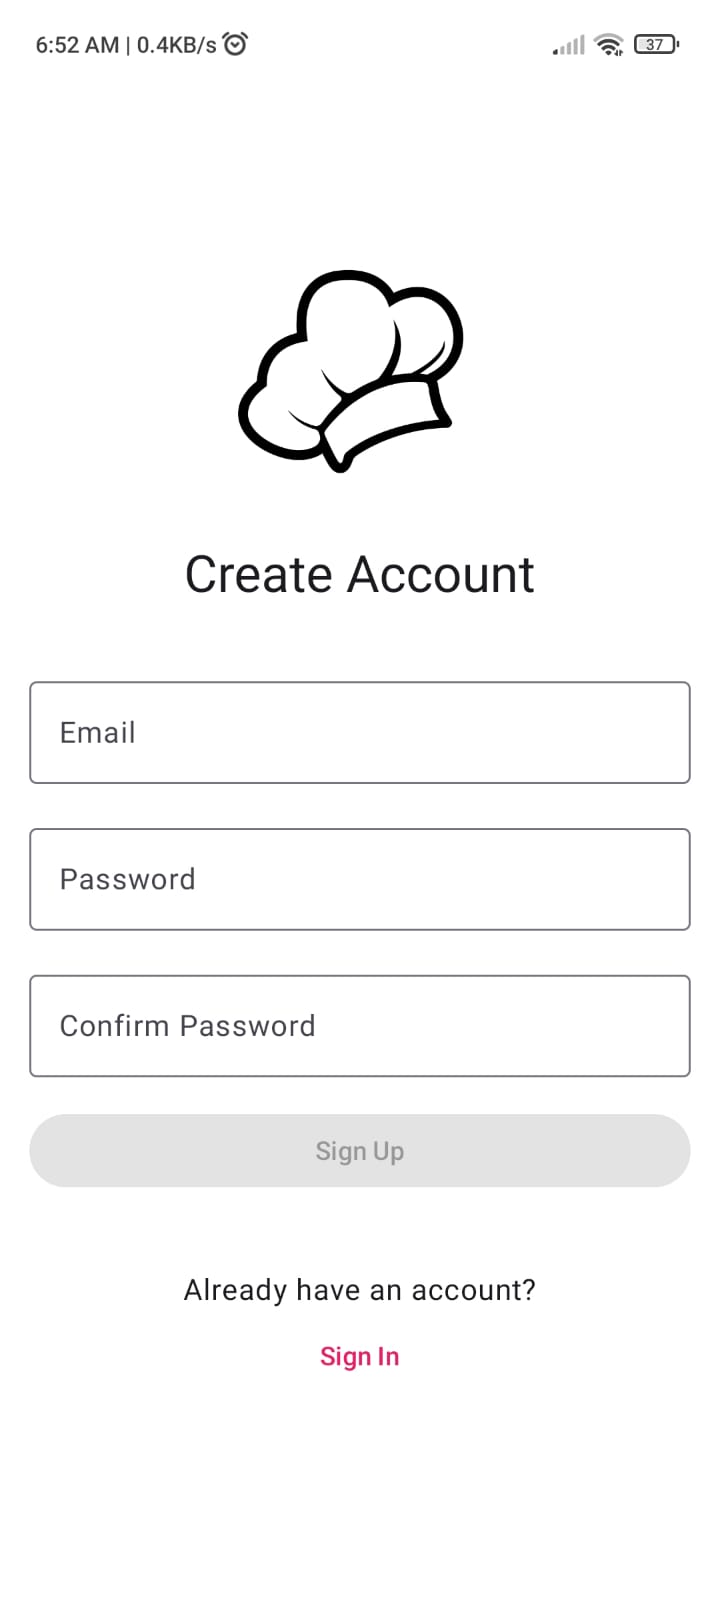 6:52 AM | 0.4KB/s 37
Create Account
Email
Password
Confirm Password
Sign Up
Already have an account?
Sign In